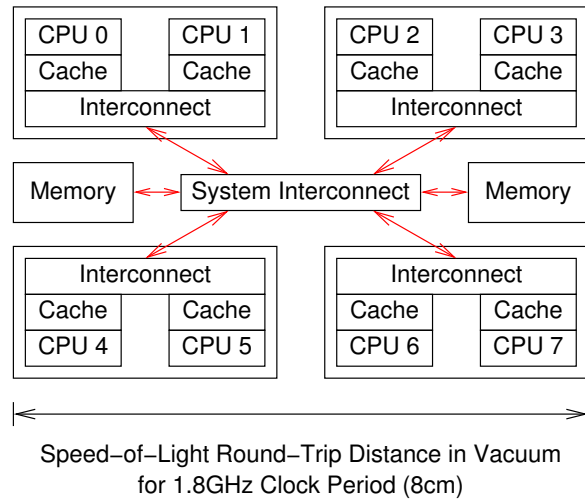 CPU 0 CPU 1 CPU 2 CPU 3
Cache Cache Cache Cache
Interconnect Interconnect
Memory System Interconnect Memory
Interconnect Interconnect
Cache Cache Cache Cache
CPU 4 CPU 5 CPU 6 CPU 7
Speed−of−Light Round−Trip Distance in Vacuum
for 1.8GHz Clock Period (8cm)